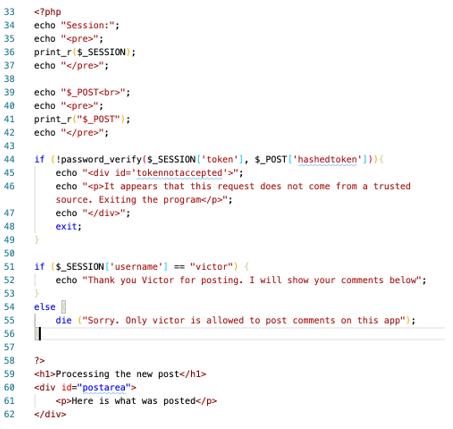 33 <?php
34 echo "Session:";
35 echo "<pre>";
36 print_r($_SESSION);
37 echo "</pre>";
38
39 echo "$_POST<br>";
40 echo "<pre>";
41 print_r("$_POST");
42 echo "</pre>";
43
44 if (!password_verify($_SESSION['token'], $_POST['hashedtoken'])){
45     echo "<div id='tokennotaccepted'>";
46     echo "<p>It appears that this request does not come from a trusted
source. Exiting the program</p>";
47     echo "</div>";
48     exit;
49 }
50
51 if ($_SESSION['username'] == "victor") {
52     echo "Thank you Victor for posting. I will show your comments below";
53 }
54 else {
55     die ("Sorry. Only victor is allowed to post comments on this app");
56 }
57
58 ?>
59 <h1>Processing the new post</h1>
60 <div id="postarea">
61     <p>Here is what was posted</p>
62 </div>